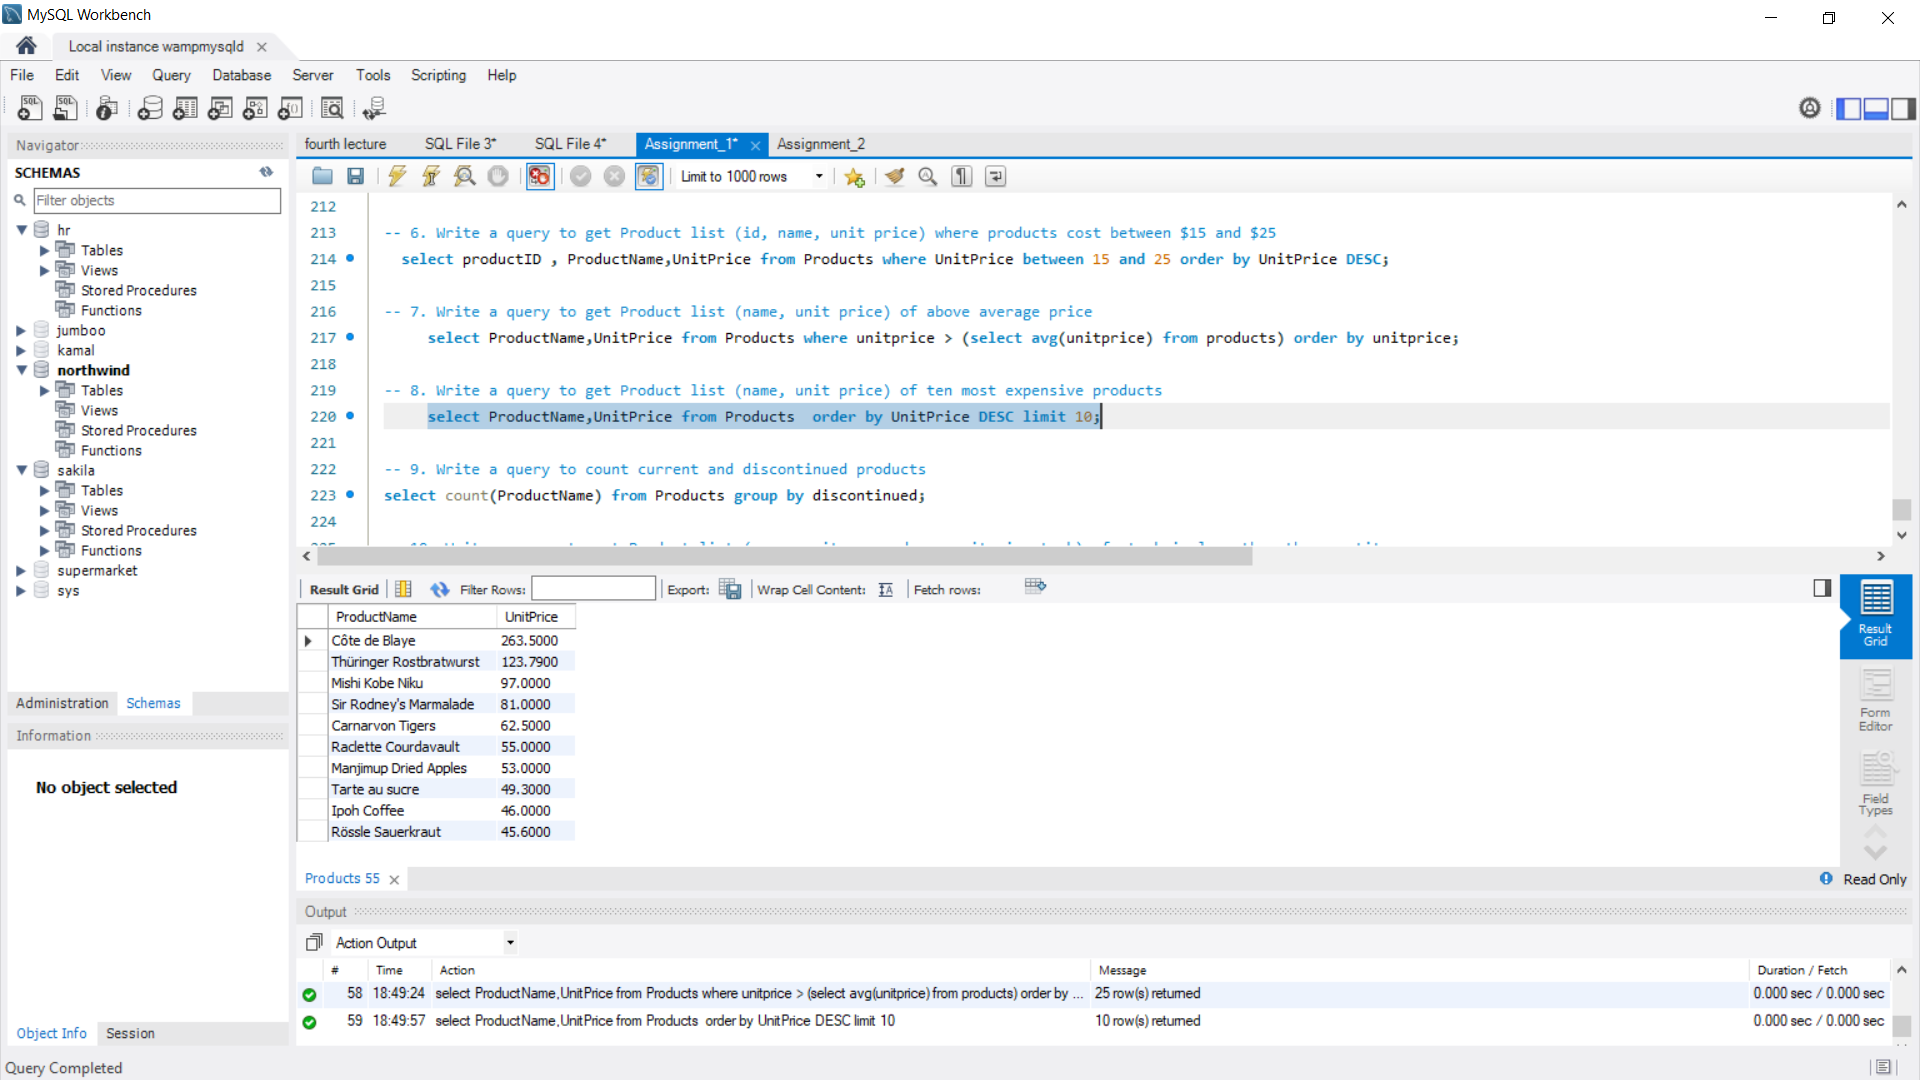 MySQL Workbench
Local instance wampmysqld
File Edit View Query Database Server Tools Scripting Help
Navigator
SCHEMAS
Filter objects
hr
Tables
Views
Stored Procedures
Functions
jumboo
kamal
northwind
Tables
Views
Stored Procedures
Functions
sakila
Tables
Views
Stored Procedures
Functions
supermarket
sys
Administration Schemas
Information
No object selected
Object Info Session
Query Completed
fourth lecture SQL File 3* SQL File 4* Assignment_1* Assignment_2
Limit to 1000 rows
212
213 -- 6. Write a query to get Product list (id, name, unit price) where products cost between $15 and $25
214 select productID , ProductName,UnitPrice from Products where UnitPrice between 15 and 25 order by UnitPrice DESC;
215
216 -- 7. Write a query to get Product list (name, unit price) of above average price
217 select ProductName,UnitPrice from Products where unitprice > (select avg(unitprice) from products) order by unitprice;
218
219 -- 8. Write a query to get Product list (name, unit price) of ten most expensive products
220 select ProductName,UnitPrice from Products  order by UnitPrice DESC limit 10;
221
222 -- 9. Write a query to count current and discontinued products
223 select count(ProductName) from Products group by discontinued;
224
Result Grid Filter Rows: Export: Wrap Cell Content: Fetch rows:
ProductName UnitPrice
Côte de Blaye 263.5000
Thüringer Rostbratwurst 123.7900
Mishi Kobe Niku 97.0000
Sir Rodney's Marmalade 81.0000
Carnarvon Tigers 62.5000
Raclette Courdavault 55.0000
Manjimup Dried Apples 53.0000
Tarte au sucre 49.3000
Ipoh Coffee 46.0000
Rössle Sauerkraut 45.6000
Result
Grid
Form
Editor
Field
Types
Products 55
Read Only
Output
Action Output
# Time Action Message Duration / Fetch
58 18:49:24 select ProductName,UnitPrice from Products where unitprice > (select avg(unitprice) from products) order by ... 25 row(s) returned 0.000 sec / 0.000 sec
59 18:49:57 select ProductName,UnitPrice from Products  order by UnitPrice DESC limit 10 10 row(s) returned 0.000 sec / 0.000 sec